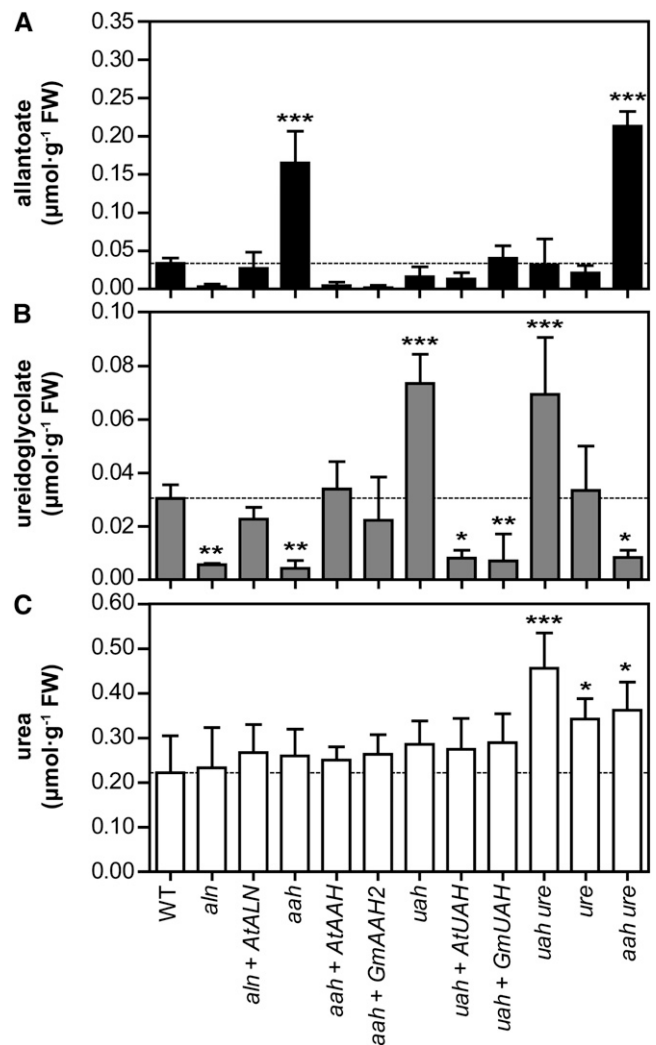 A
allantoate
(µmol·g⁻¹ FW)
0.35
0.30
0.25
0.20
0.15
0.10
0.05
0.00
***
***
B
ureidoglycolate
(µmol·g⁻¹ FW)
0.10
0.08
0.06
0.04
0.02
0.00
**
**
***
*
**
***
*
C
urea
(µmol·g⁻¹ FW)
0.60
0.50
0.40
0.30
0.20
0.10
0.00
***
*
*
WT
aln
aln + AtALN
aah
aah + AtAAH
aah + GmAAH2
uah
uah + AtUAH
uah + GmUAH
uah ure
ure
aah ure